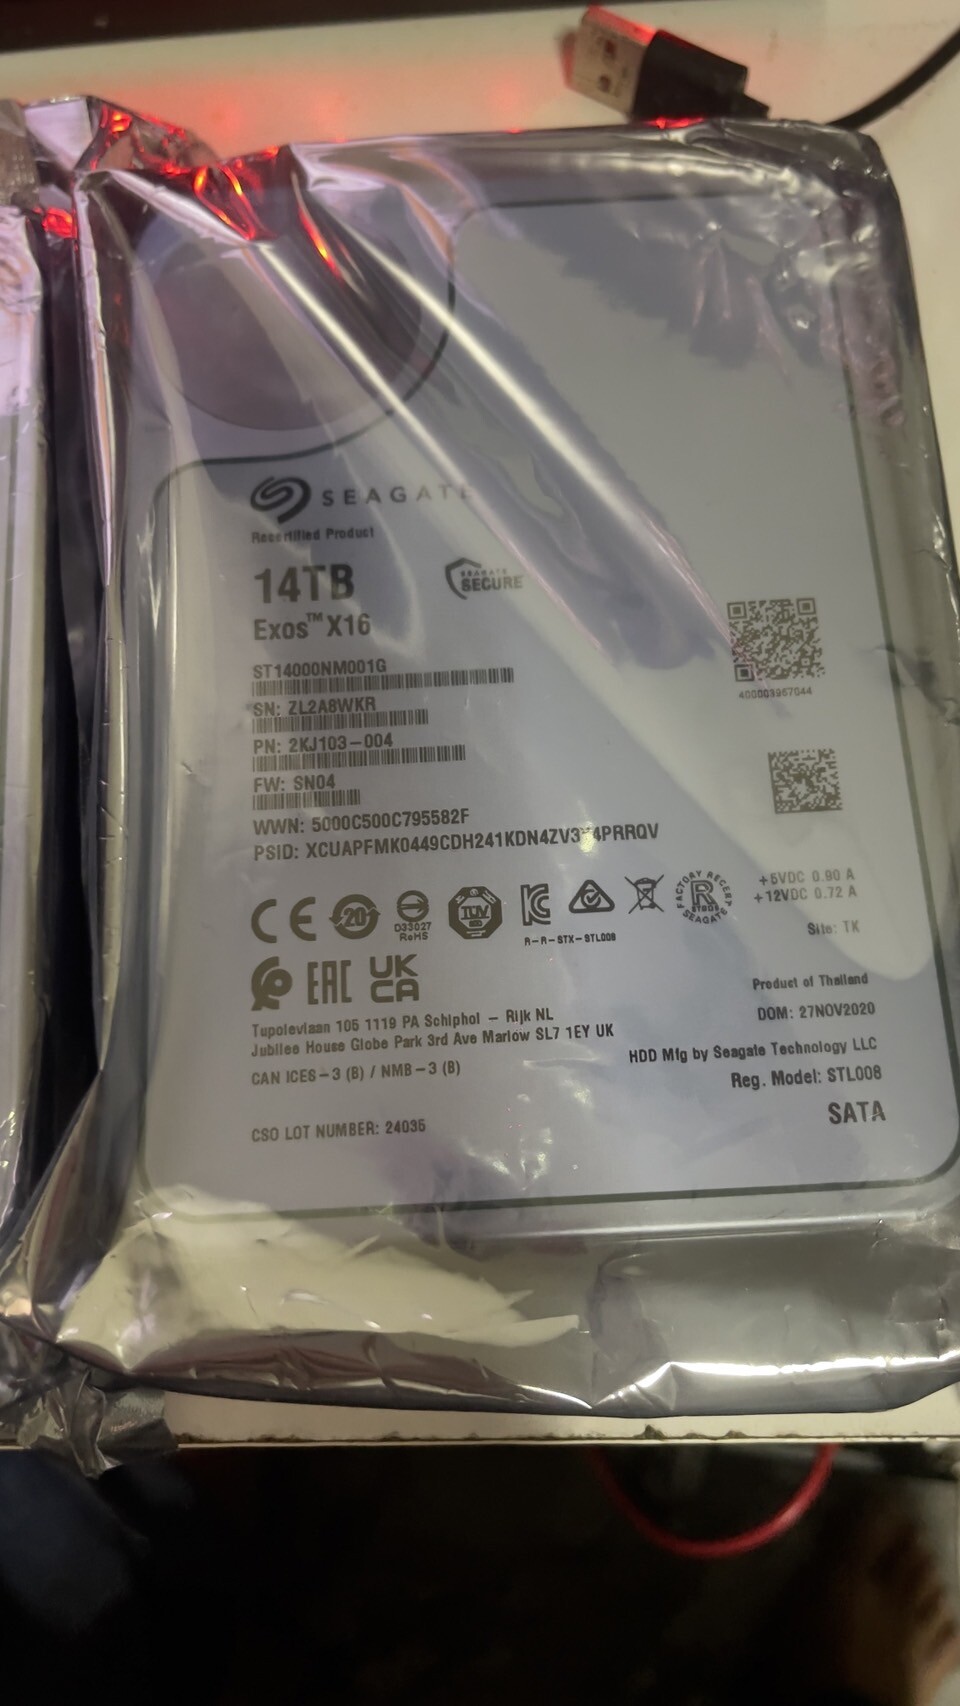 SEAGATE
Recertified Product
14TB
SEAGATE
SECURE
Exos™ X16
ST14000NM001G
SN: ZL2A8WKR
400003967044
PN: 2KJ103-004
FW: SN04
WWN: 5000C500C795582F
PSID:
+5VDC 0.90 A
+12VDC 0.72 A
CE
20
D33027
RoHS
TUV
R-R-STX-STL008
FACTORY RECERT
R
SEAGATE
Site: TK
EAC
UK
CA
Product of Thailand
DOM: 27NOV2020
Tupolevlaan 105 1119 PA Schiphol – Rijk NL
Jubilee House Globe Park 3rd Ave Marlow SL7 1EY UK
HDD Mfg by Seagate Technology LLC
CAN ICES-3 (B) / NMB-3 (B)
Reg. Model: STL008
SATA
CSO LOT NUMBER: 24035